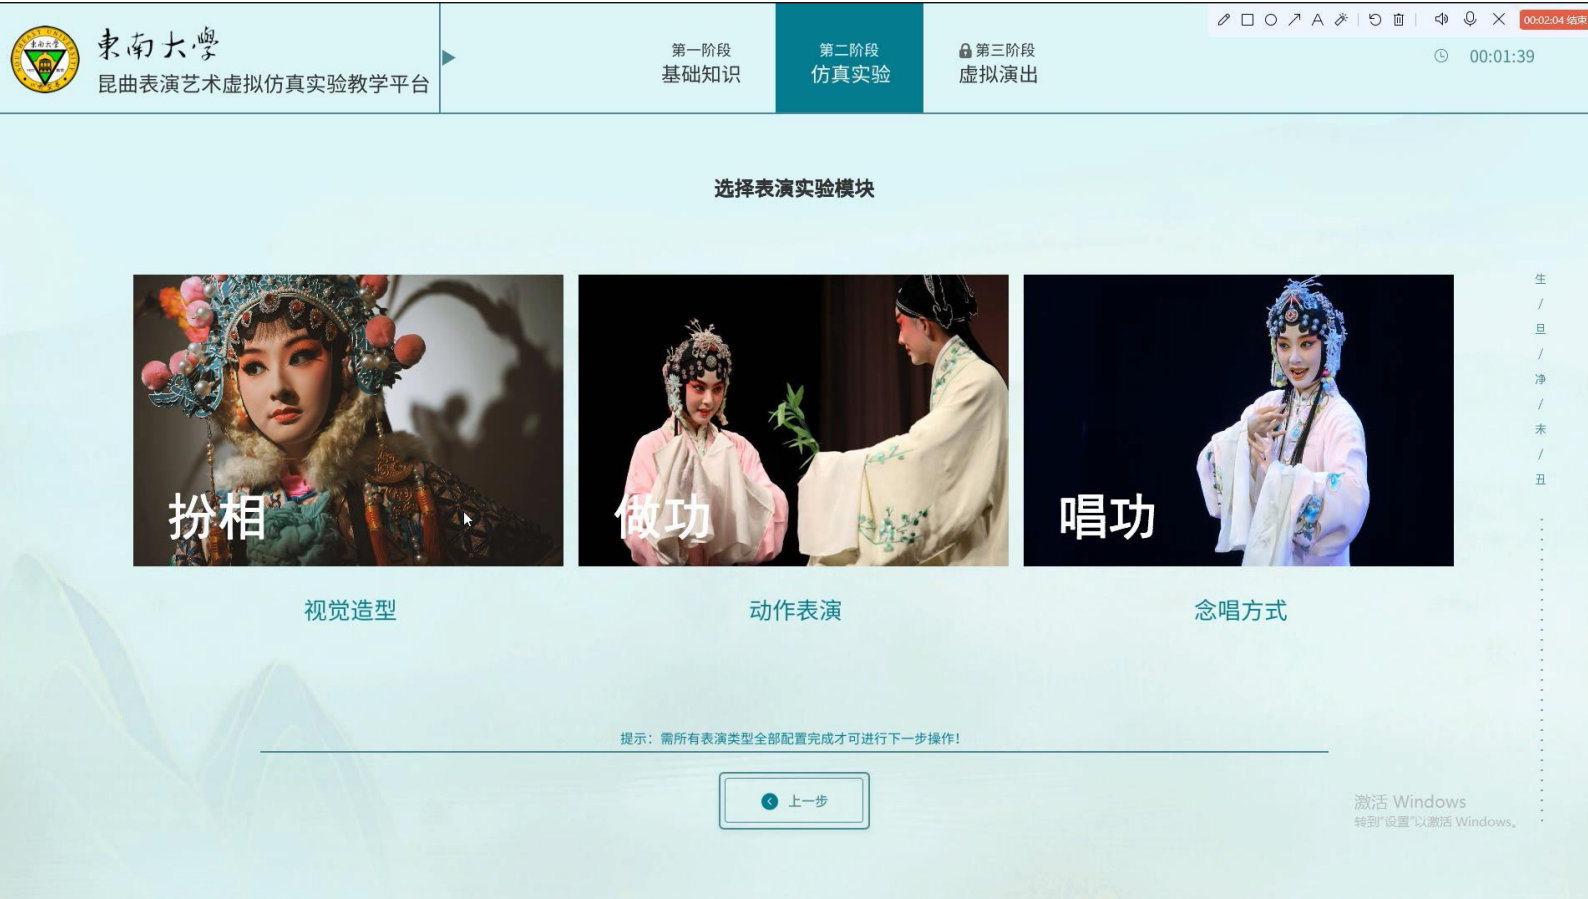 00:02:04 结束
東南大學
昆曲表演艺术虚拟仿真实验教学平台
第一阶段
基础知识
第二阶段
仿真实验
第三阶段
虚拟演出
00:01:39
选择表演实验模块
扮相
做功
唱功
视觉造型
动作表演
念唱方式
生
/
旦
/
净
/
末
/
丑
提示：需所有表演类型全部配置完成才可进行下一步操作！
上一步
激活 Windows
转到"设置"以激活 Windows。